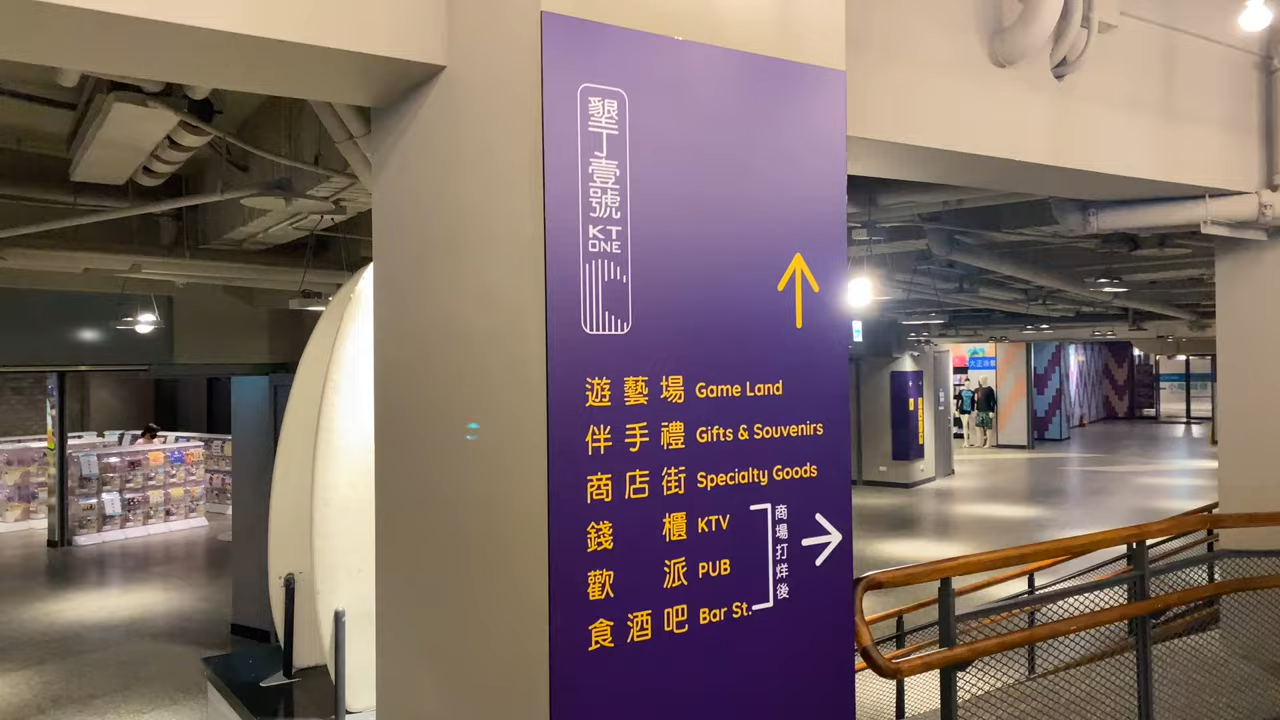 墾丁壹號
KT
ONE
遊藝場 Game Land
伴手禮 Gifts & Souvenirs
商店街 Specialty Goods
錢櫃 KTV
歡派 PUB
食酒吧 Bar St.
商場打烊後